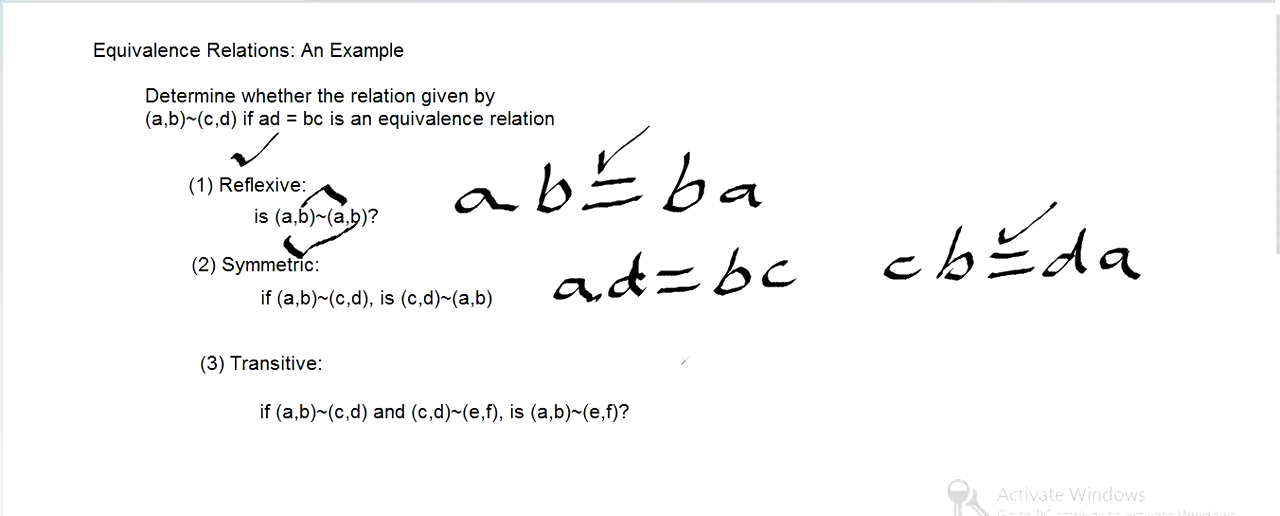 Equivalence Relations: An Example
Determine whether the relation given by
(a,b)~(c,d) if ad = bc is an equivalence relation
(1) Reflexive:
is (a,b)~(a,b)?
ab = ba
(2) Symmetric:
if (a,b)~(c,d), is (c,d)~(a,b)
ad = bc
cb = da
(3) Transitive:
if (a,b)~(c,d) and (c,d)~(e,f), is (a,b)~(e,f)?
Activate Windows